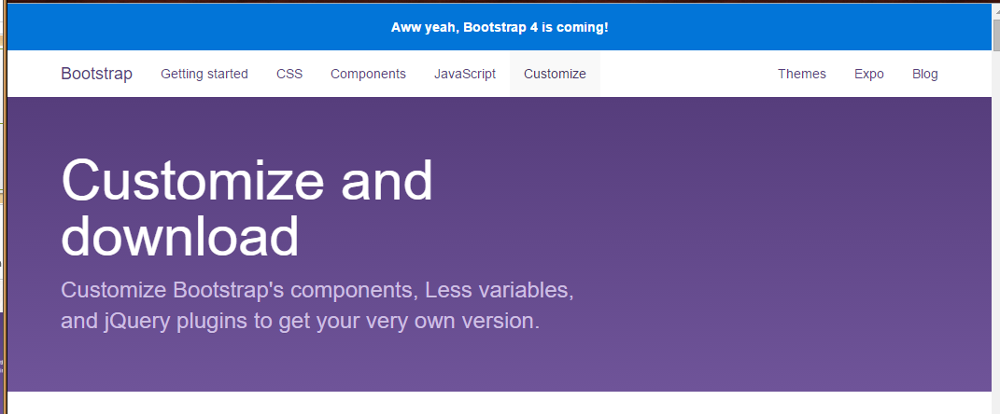 Aww yeah, Bootstrap 4 is coming!
Bootstrap Getting started CSS Components JavaScript Customize Themes Expo Blog
Customize and
download
Customize Bootstrap's components, Less variables,
and jQuery plugins to get your very own version.